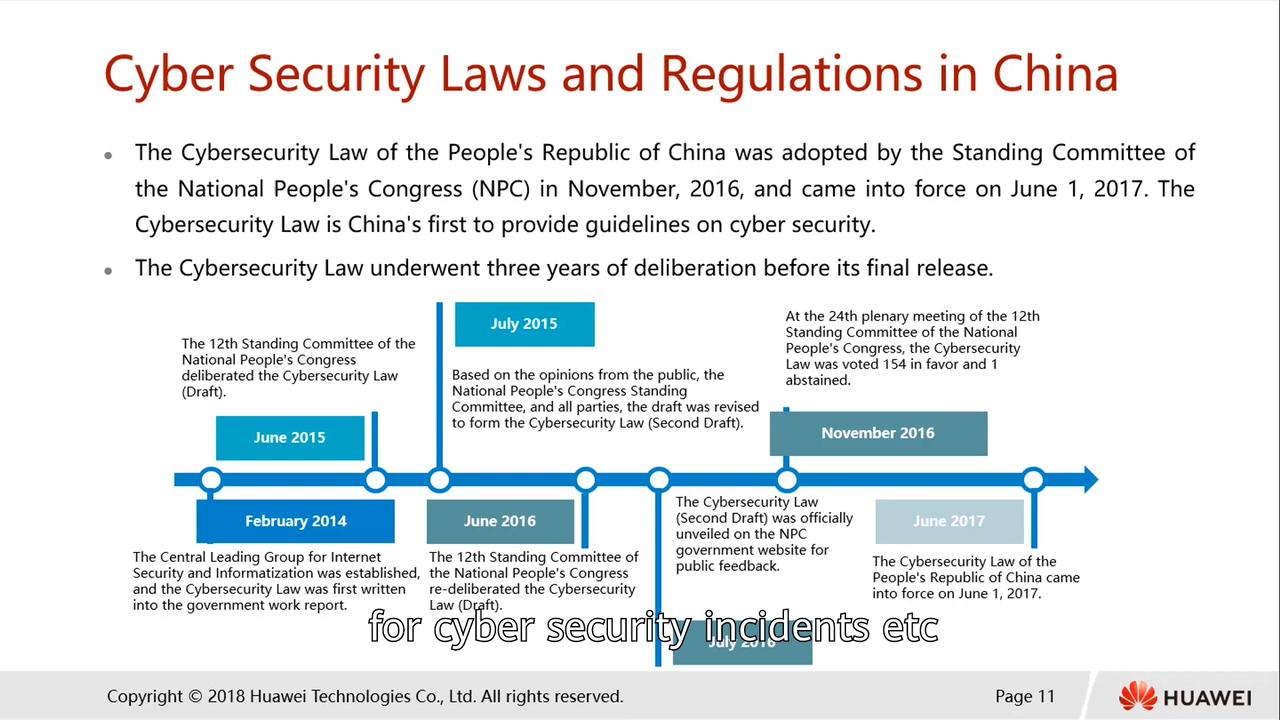 Cyber Security Laws and Regulations in China
The Cybersecurity Law of the People's Republic of China was adopted by the Standing Committee of
the National People's Congress (NPC) in November, 2016, and came into force on June 1, 2017. The
Cybersecurity Law is China's first to provide guidelines on cyber security.
The Cybersecurity Law underwent three years of deliberation before its final release.
The 12th Standing Committee of the
National People's Congress
deliberated the Cybersecurity Law
(Draft).
June 2015
July 2015
Based on the opinions from the public, the
National People's Congress Standing
Committee, and all parties, the draft was revised
to form the Cybersecurity Law (Second Draft).
At the 24th plenary meeting of the 12th
Standing Committee of the National
People's Congress, the Cybersecurity
Law was voted 154 in favor and 1
abstained.
November 2016
February 2014
The Central Leading Group for Internet
Security and Informatization was established,
and the Cybersecurity Law was first written
into the government work report.
June 2016
The 12th Standing Committee of
the National People's Congress
re-deliberated the Cybersecurity
Law (Draft).
The Cybersecurity Law
(Second Draft) was officially
unveiled on the NPC
government website for
public feedback.
July 2016
June 2017
The Cybersecurity Law of the
People's Republic of China came
into force on June 1, 2017.
for cyber security incidents etc
Copyright © 2018 Huawei Technologies Co., Ltd. All rights reserved.
Page 11
HUAWEI